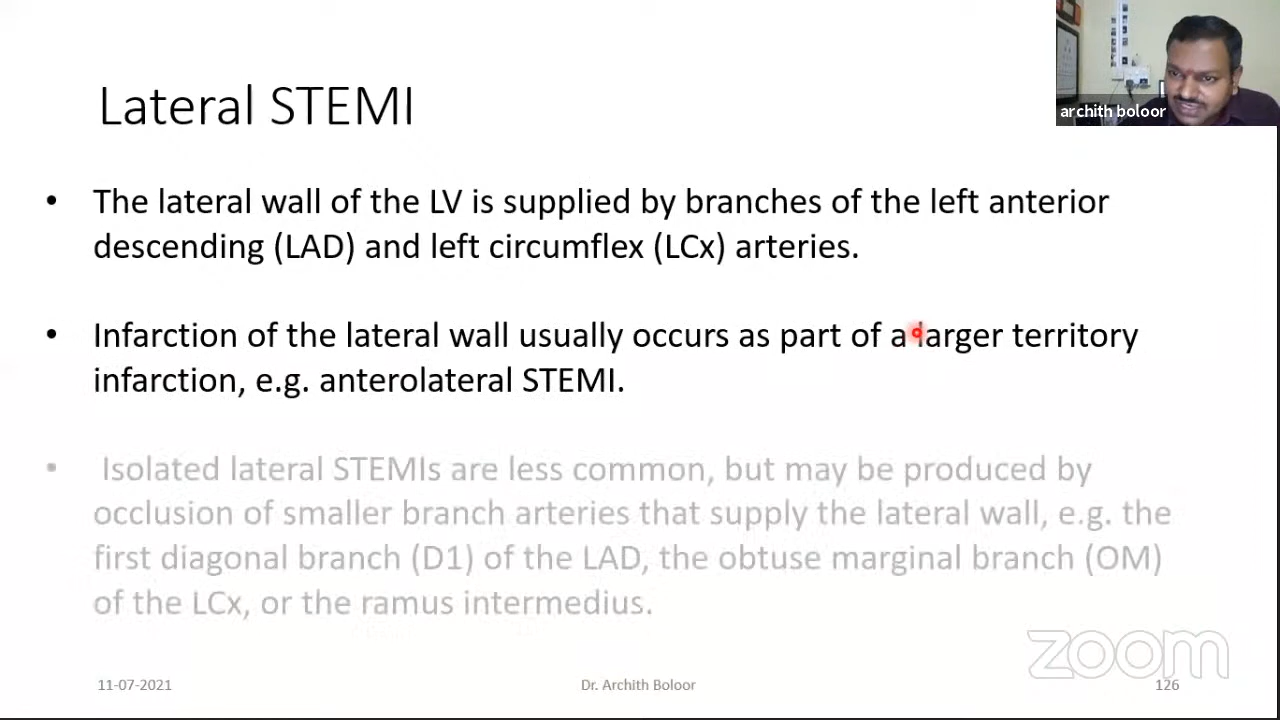 archith boloor
Lateral STEMI
• The lateral wall of the LV is supplied by branches of the left anterior
descending (LAD) and left circumflex (LCx) arteries.
• Infarction of the lateral wall usually occurs as part of a larger territory
infarction, e.g. anterolateral STEMI.
• Isolated lateral STEMIs are less common, but may be produced by
occlusion of smaller branch arteries that supply the lateral wall, e.g. the
first diagonal branch (D1) of the LAD, the obtuse marginal branch (OM)
of the LCx, or the ramus intermedius.
zoom
11-07-2021
Dr. Archith Boloor
126